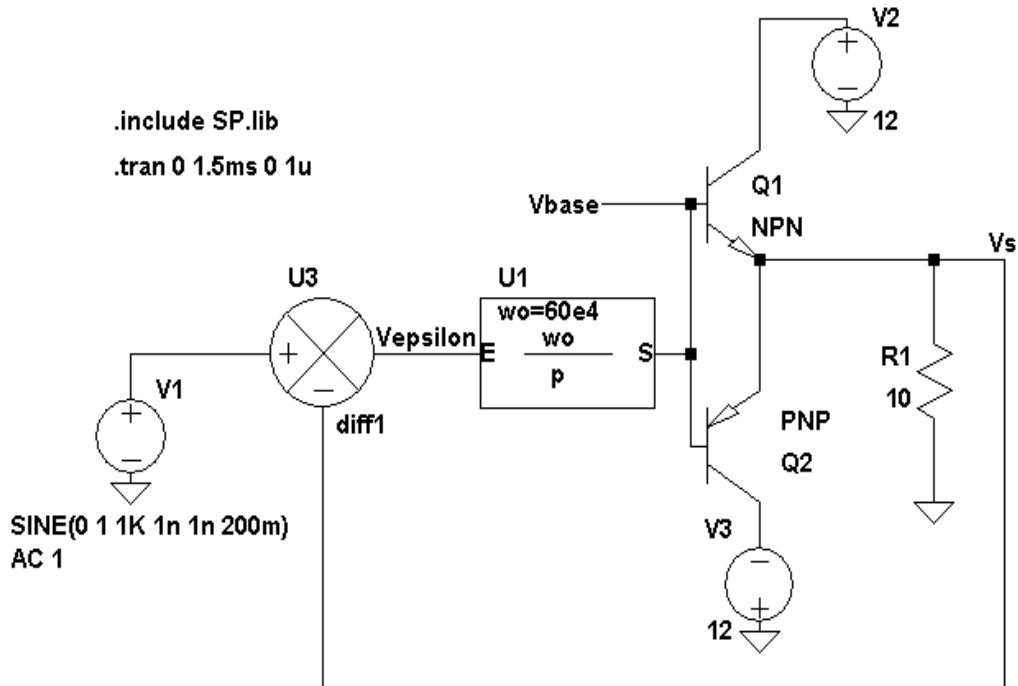 V2
12
.include SP.lib
.tran 0 1.5ms 0 1u
Q1
NPN
Vbase
Vs
U3
U1
wo=60e4
wo
p
E
S
Vepsilon
+
−
V1
diff1
R1
10
PNP
Q2
SINE(0 1 1K 1n 1n 200m)
AC 1
V3
12